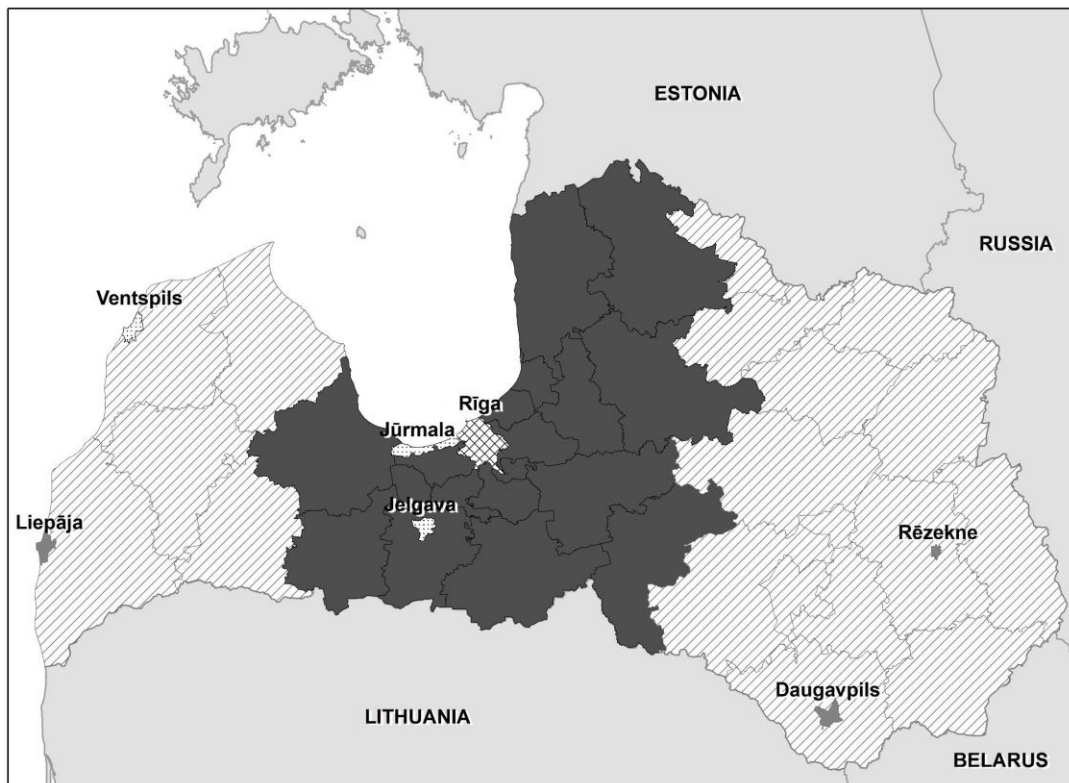 ESTONIA
RUSSIA
Ventspils
Rīga
Jūrmala
Jelgava
Liepāja
Rēzekne
Daugavpils
LITHUANIA
BELARUS